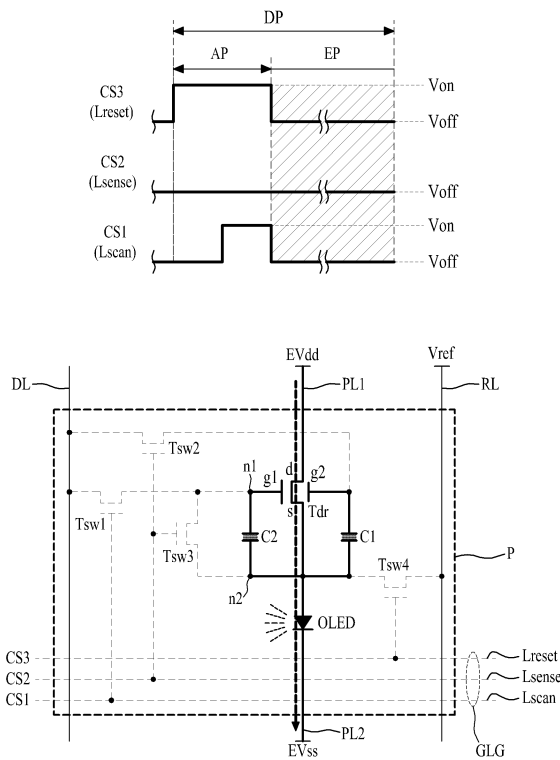 DP
AP EP
CS3
(Lreset)
Von
Voff
CS2
(Lsense)
Voff
CS1
(Lscan)
Von
Voff
EVdd Vref
DL PL1 RL
Tsw2
n1 g1 d g2
Tsw1 s Tdr
Tsw3 C2 C1 P
Tsw4
n2
OLED
CS3 Lreset
CS2 Lsense
CS1 Lscan
PL2
EVss GLG